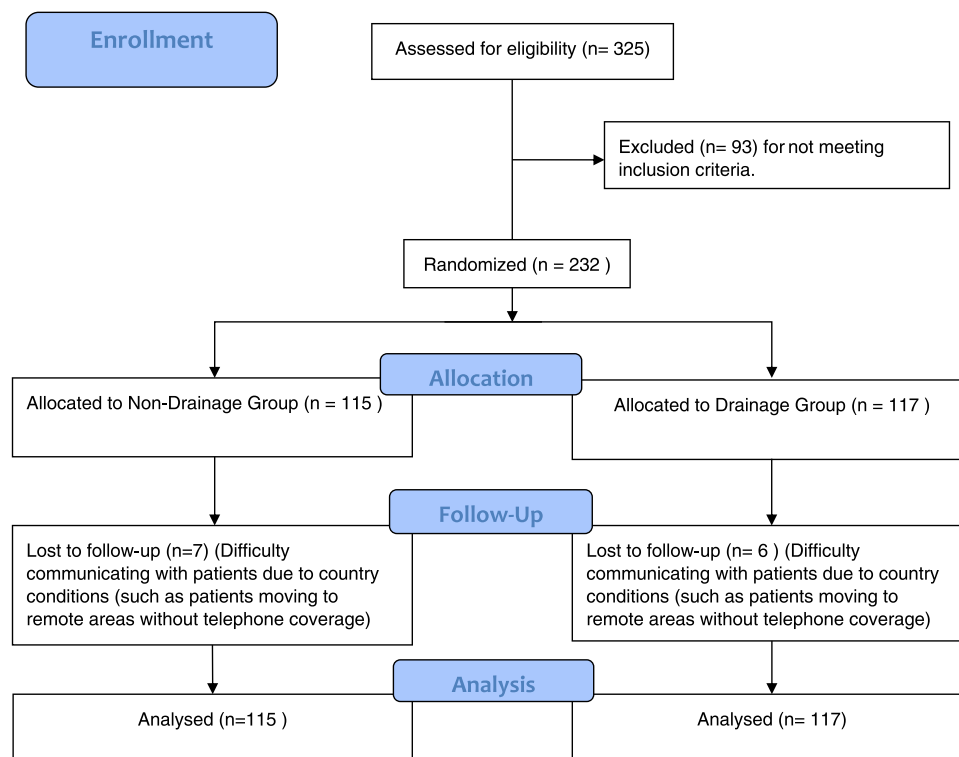 Enrollment
Assessed for eligibility (n= 325)
Excluded (n= 93) for not meeting
inclusion criteria.
Randomized (n = 232 )
Allocation
Allocated to Non-Drainage Group (n = 115 )
Allocated to Drainage Group (n = 117 )
Follow-Up
Lost to follow-up (n=7) (Difficulty
communicating with patients due to country
conditions (such as patients moving to
remote areas without telephone coverage)
Lost to follow-up (n= 6 ) (Difficulty
communicating with patients due to country
conditions (such as patients moving to
remote areas without telephone coverage)
Analysis
Analysed (n=115 )
Analysed (n= 117)